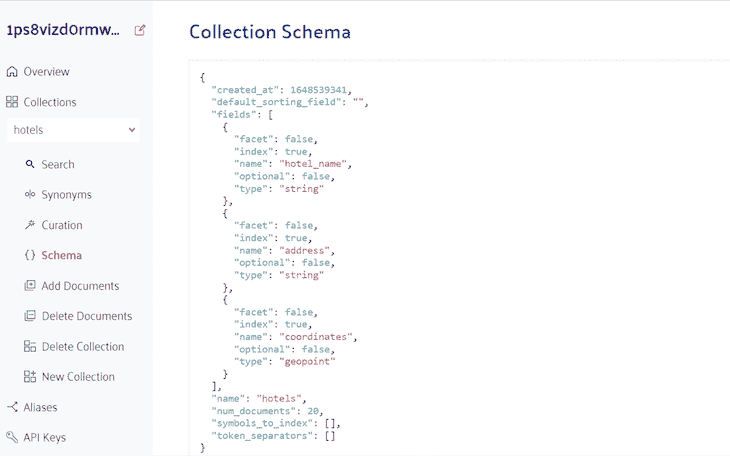 1ps8vizd0rmw...
Overview
Collections
hotels
Search
Synonyms
Curation
Schema
Add Documents
Delete Documents
Delete Collection
New Collection
Aliases
API Keys
Collection Schema
{
"created_at": 1648539341,
"default_sorting_field": "",
"fields": [
{
"facet": false,
"index": true,
"name": "hotel_name",
"optional": false,
"type": "string"
},
{
"facet": false,
"index": true,
"name": "address",
"optional": false,
"type": "string"
},
{
"facet": false,
"index": true,
"name": "coordinates",
"optional": false,
"type": "geopoint"
}
],
"name": "hotels",
"num_documents": 20,
"symbols_to_index": [],
"token_separators": []
}